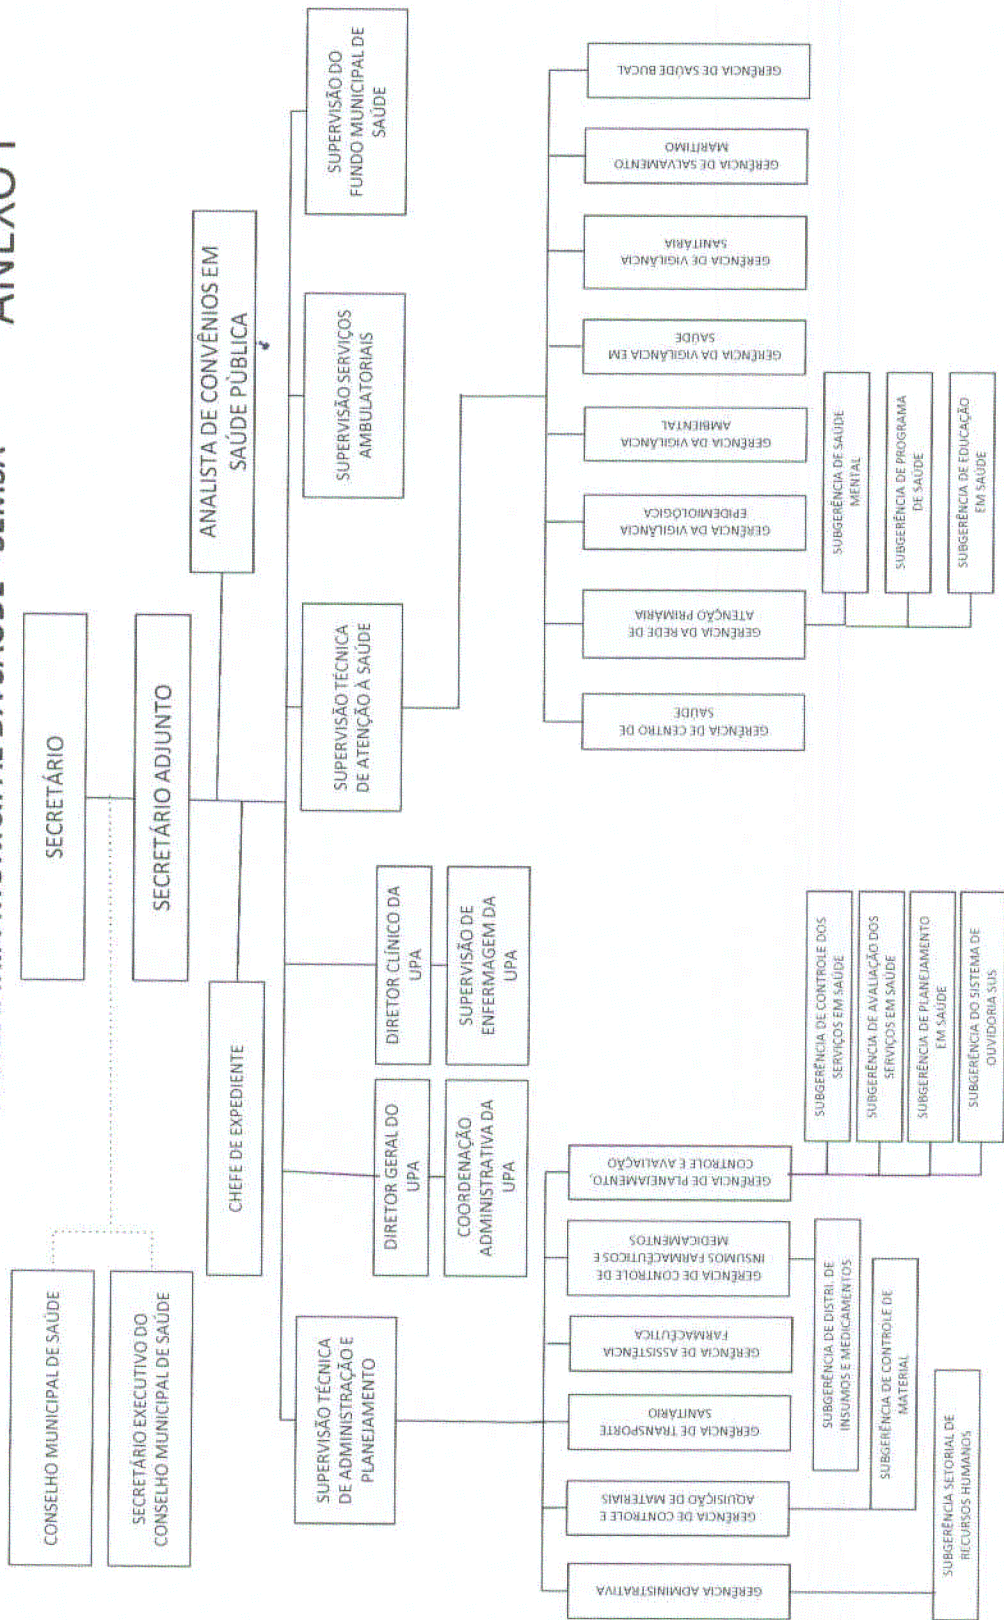 ANEXO I
SECRETÁRIO
CONSELHO MUNICIPAL DE SAÚDE
SECRETÁRIO EXECUTIVO DO
CONSELHO MUNICIPAL DE SAÚDE
SECRETÁRIO ADJUNTO
CHEFE DE EXPEDIENTE
ANALISTA DE CONVÊNIOS EM
SAÚDE PÚBLICA
SUPERVISÃO TÉCNICA
DE ADMINISTRAÇÃO E
PLANEJAMENTO
DIRETOR GERAL DO
UPA
COORDENAÇÃO
ADMINISTRATIVA DA
UPA
DIRETOR CLÍNICO DA
UPA
SUPERVISÃO DE
ENFERMAGEM DA
UPA
SUPERVISÃO TÉCNICA
DE ATENÇÃO À SAÚDE
SUPERVISÃO SERVIÇOS
AMBULATORIAIS
SUPERVISÃO DO
FUNDO MUNICIPAL DE
SAÚDE
GERÊNCIA ADMINISTRATIVA
GERÊNCIA DE CONTROLE E
AQUISIÇÃO DE MATERIAIS
GERÊNCIA DE TRANSPORTE
SANITÁRIO
GERÊNCIA DE ASSISTÊNCIA
FARMACÊUTICA
GERÊNCIA DE CONTROLE DE
INSUMOS FARMACÊUTICOS E
MEDICAMENTOS
GERÊNCIA DE PLANEJAMENTO,
CONTROLE E AVALIAÇÃO
SUBGERÊNCIA SETORIAL DE
RECURSOS HUMANOS
SUBGERÊNCIA DE CONTROLE DE
MATERIAL
SUBGERÊNCIA DE DISTRI. DE
INSUMOS E MEDICAMENTOS
SUBGERÊNCIA DE CONTROLE DOS
SERVIÇOS EM SAÚDE
SUBGERÊNCIA DE AVALIAÇÃO DOS
SERVIÇOS EM SAÚDE
SUBGERÊNCIA DE PLANEJAMENTO
EM SAÚDE
SUBGERÊNCIA DO SISTEMA DE
OUVIDORIA SUS
GERÊNCIA DE CENTRO DE
SAÚDE
GERÊNCIA DA REDE DE
ATENÇÃO PRIMÁRIA
GERÊNCIA DA VIGILÂNCIA
EPIDEMIOLÓGICA
GERÊNCIA DA VIGILÂNCIA
AMBIENTAL
GERÊNCIA DA VIGILÂNCIA EM
SAÚDE
GERÊNCIA DE VIGILÂNCIA
SANITÁRIA
GERÊNCIA DE SALVAMENTO
MARÍTIMO
GERÊNCIA DE SAÚDE BUCAL
SUBGERÊNCIA DE SAÚDE
MENTAL
SUBGERÊNCIA DE PROGRAMA
DE SAÚDE
SUBGERÊNCIA DE EDUCAÇÃO
EM SAÚDE